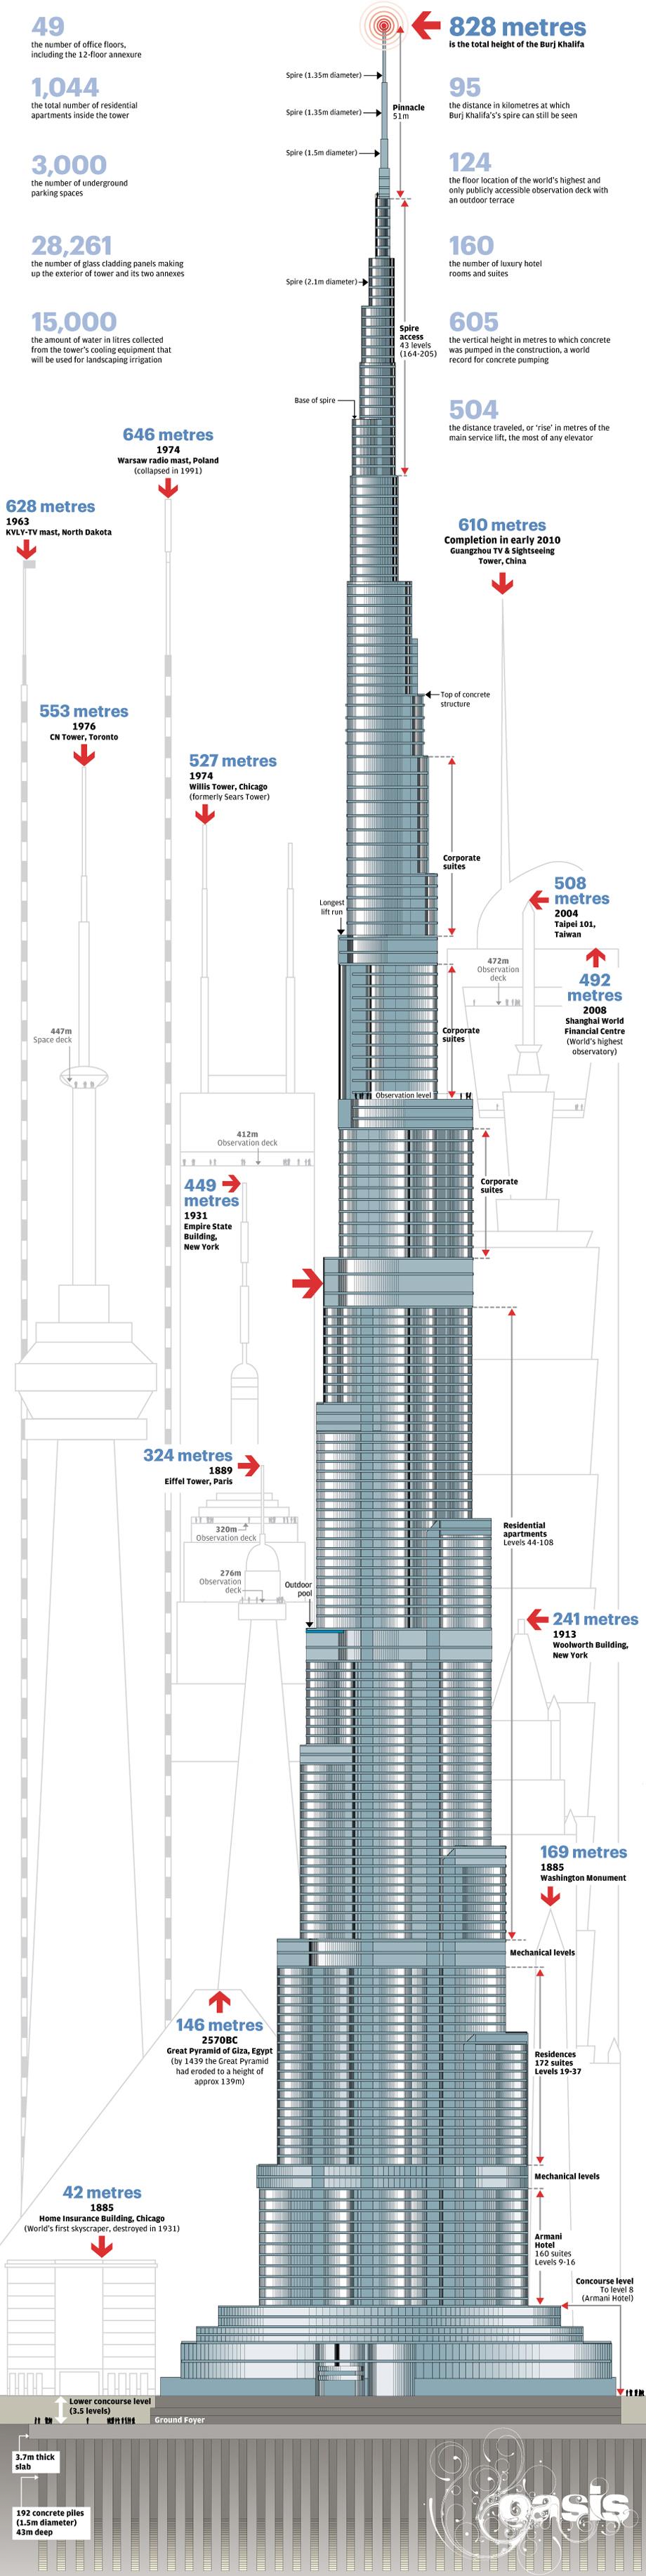 49
the number of office floors,
including the 12-floor annexure
1,044
the total number of residential
apartments inside the tower
3,000
the number of underground
parking spaces
28,261
the number of glass cladding panels making
up the exterior of tower and its two annexes
15,000
the amount of water in litres collected
from the tower's cooling equipment that
will be used for landscaping irrigation
828 metres
is the total height of the Burj Khalifa
95
the distance in kilometres at which
Burj Khalifa's's spire can still be seen
124
the floor location of the world's highest and
only publicly accessible observation deck with
an outdoor terrace
160
the number of luxury hotel
rooms and suites
605
the vertical height in metres to which concrete
was pumped in the construction, a world
record for concrete pumping
504
the distance traveled, or 'rise' in metres of the
main service lift, the most of any elevator
Spire (1.35m diameter)
Spire (1.35m diameter)
Pinnacle
51m
Spire (1.5m diameter)
Spire (2.1m diameter)
Spire
access
43 levels
(164-205)
Base of spire
646 metres
1974
Warsaw radio mast, Poland
(collapsed in 1991)
628 metres
1963
KVLY-TV mast, North Dakota
610 metres
Completion in early 2010
Guangzhou TV & Sightseeing
Tower, China
553 metres
1976
CN Tower, Toronto
Top of concrete
structure
527 metres
1974
Willis Tower, Chicago
(formerly Sears Tower)
Corporate
suites
508
metres
2004
Taipei 101,
Taiwan
Longest
lift run
472m
Observation
deck
492
metres
2008
Shanghai World
Financial Centre
(World's highest
observatory)
447m
Space deck
Corporate
suites
Observation level
412m
Observation deck
449
metres
1931
Empire State
Building,
New York
Corporate
suites
324 metres
1889
Eiffel Tower, Paris
320m
Observation deck
276m
Observation
deck
Outdoor
pool
Residential
apartments
Levels 44-108
241 metres
1913
Woolworth Building,
New York
169 metres
1885
Washington Monument
Mechanical levels
146 metres
2570BC
Great Pyramid of Giza, Egypt
(by 1439 the Great Pyramid
had eroded to a height of
approx 139m)
Residences
172 suites
Levels 19-37
Mechanical levels
42 metres
1885
Home Insurance Building, Chicago
(World's first skyscraper, destroyed in 1931)
Armani
Hotel
160 suites
Levels 9-16
Concourse level
To level 8
(Armani Hotel)
Lower concourse level
(3.5 levels)
Ground Foyer
3.7m thick
slab
192 concrete piles
(1.5m diameter)
43m deep
oasis